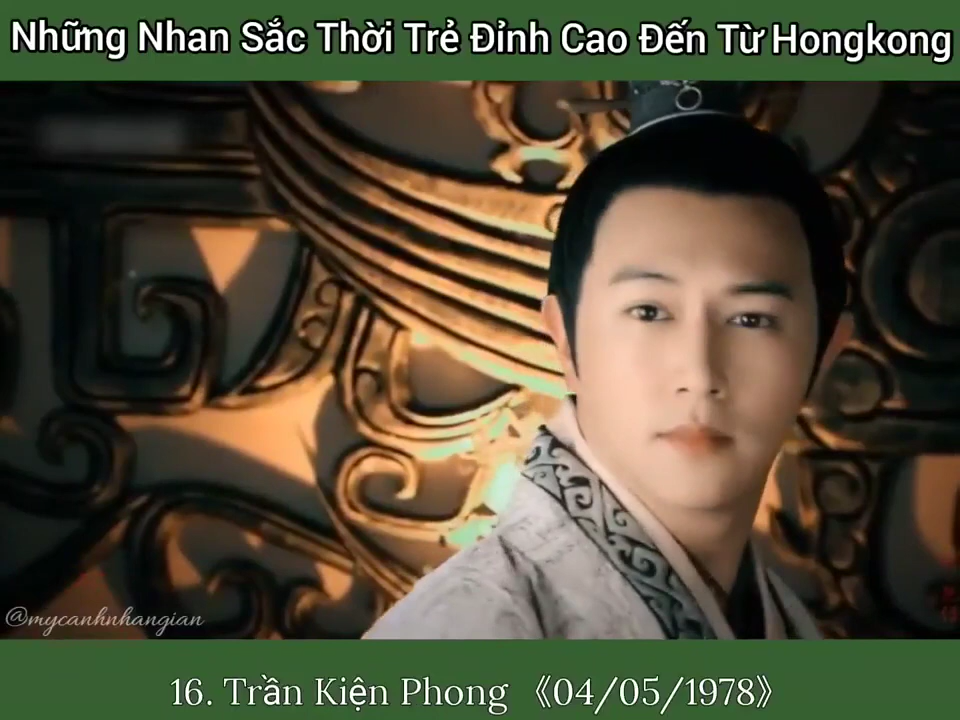 Những Nhan Sắc Thời Trẻ Đỉnh Cao Đến Từ Hongkong
@mycanhnhangian
16. Trần Kiện Phong 《04/05/1978》